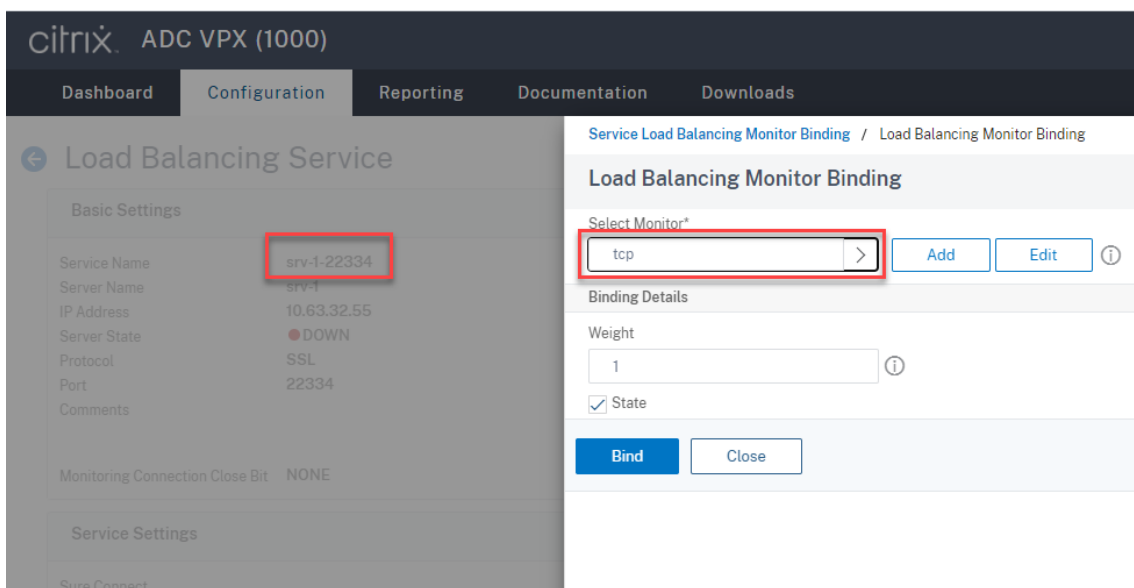 citrix. ADC VPX (1000)
Dashboard Configuration Reporting Documentation Downloads
Load Balancing Service
Basic Settings
Service Name srv-1-22334
Server Name srv-1
IP Address 10.63.32.55
Server State DOWN
Protocol SSL
Port 22334
Comments
Monitoring Connection Close Bit NONE
Service Settings
Sure Connect
Service Load Balancing Monitor Binding / Load Balancing Monitor Binding
Load Balancing Monitor Binding
Select Monitor*
tcp > Add Edit
Binding Details
Weight
1
State
Bind Close